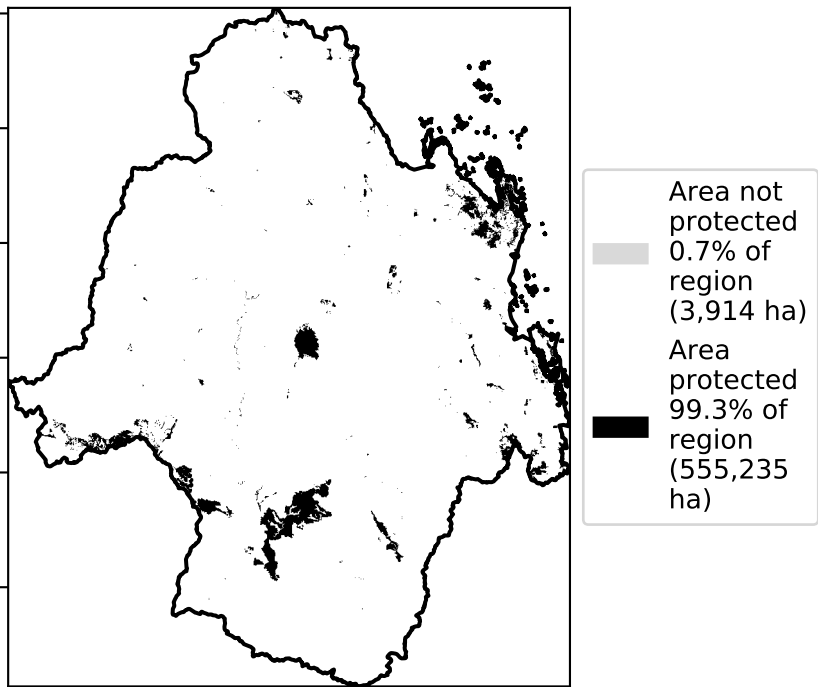 Area not
protected
0.7% of
region
(3,914 ha)
Area
protected
99.3% of
region
(555,235
ha)